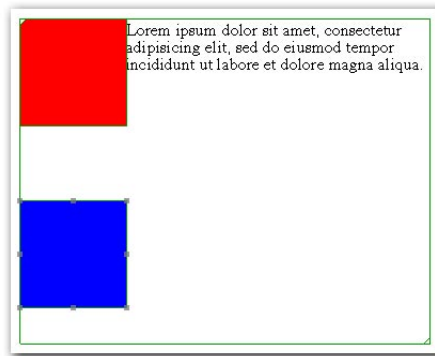 Lorem ipsum dolor sit amet, consectetur
adipisicing elit, sed do eiusmod tempor
incididunt ut labore et dolore magna aliqua.